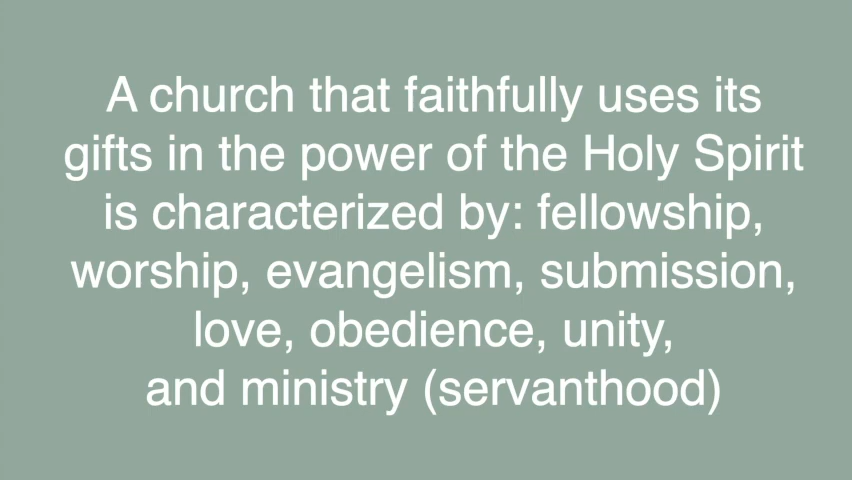 A church that faithfully uses its
gifts in the power of the Holy Spirit
is characterized by: fellowship,
worship, evangelism, submission,
love, obedience, unity,
and ministry (servanthood)